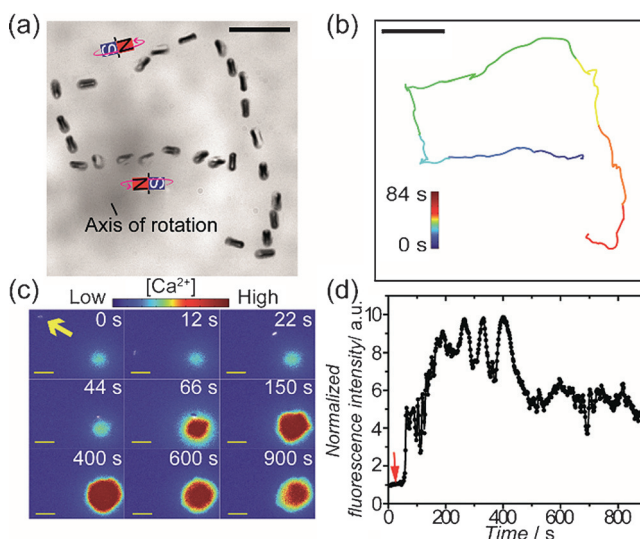 (a)
S N
N S
Axis of rotation
(b)
84 s
0 s
(c)
[Ca²⁺]
Low High
0 s 12 s 22 s
44 s 66 s 150 s
400 s 600 s 900 s
(d)
Normalized
fluorescence intensity/ a.u.
10
8
6
4
2
0
0 200 400 600 800
Time / s